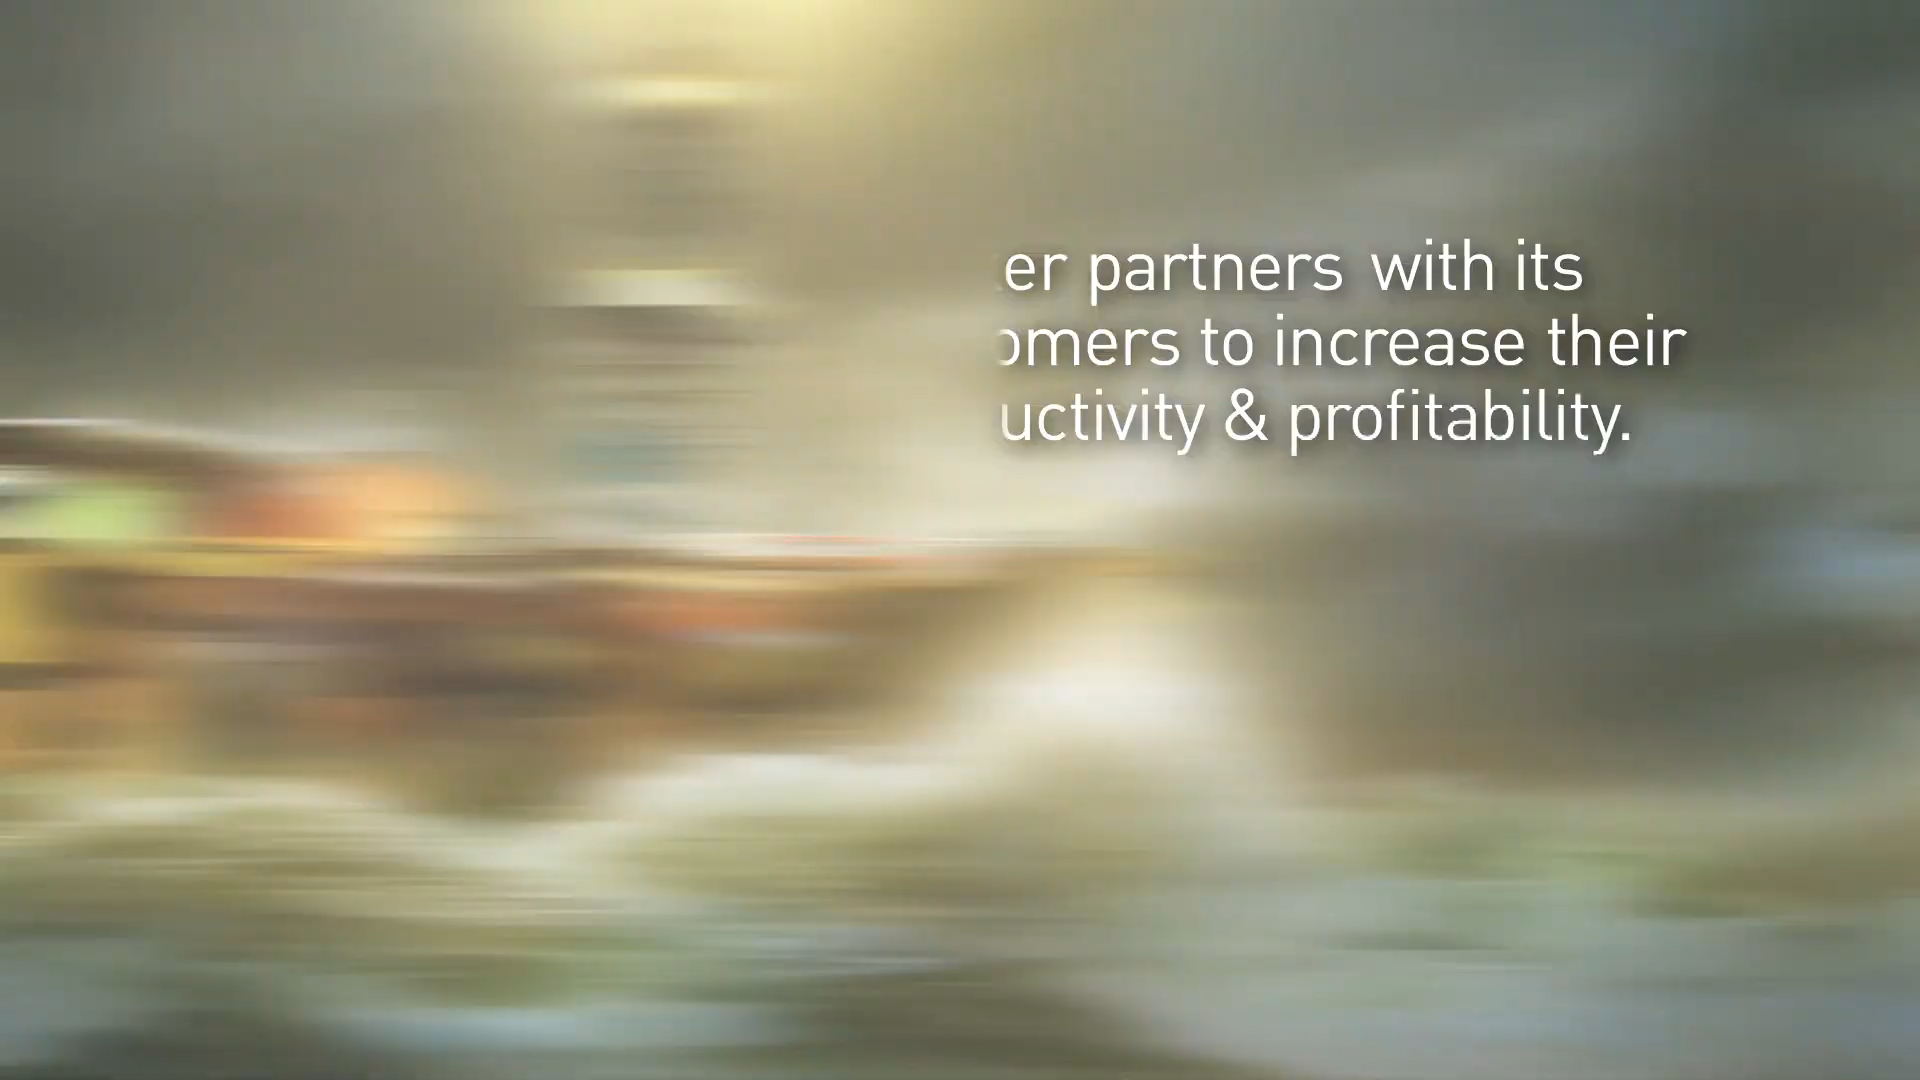 er partners with its
omers to increase their
uctivity & profitability.